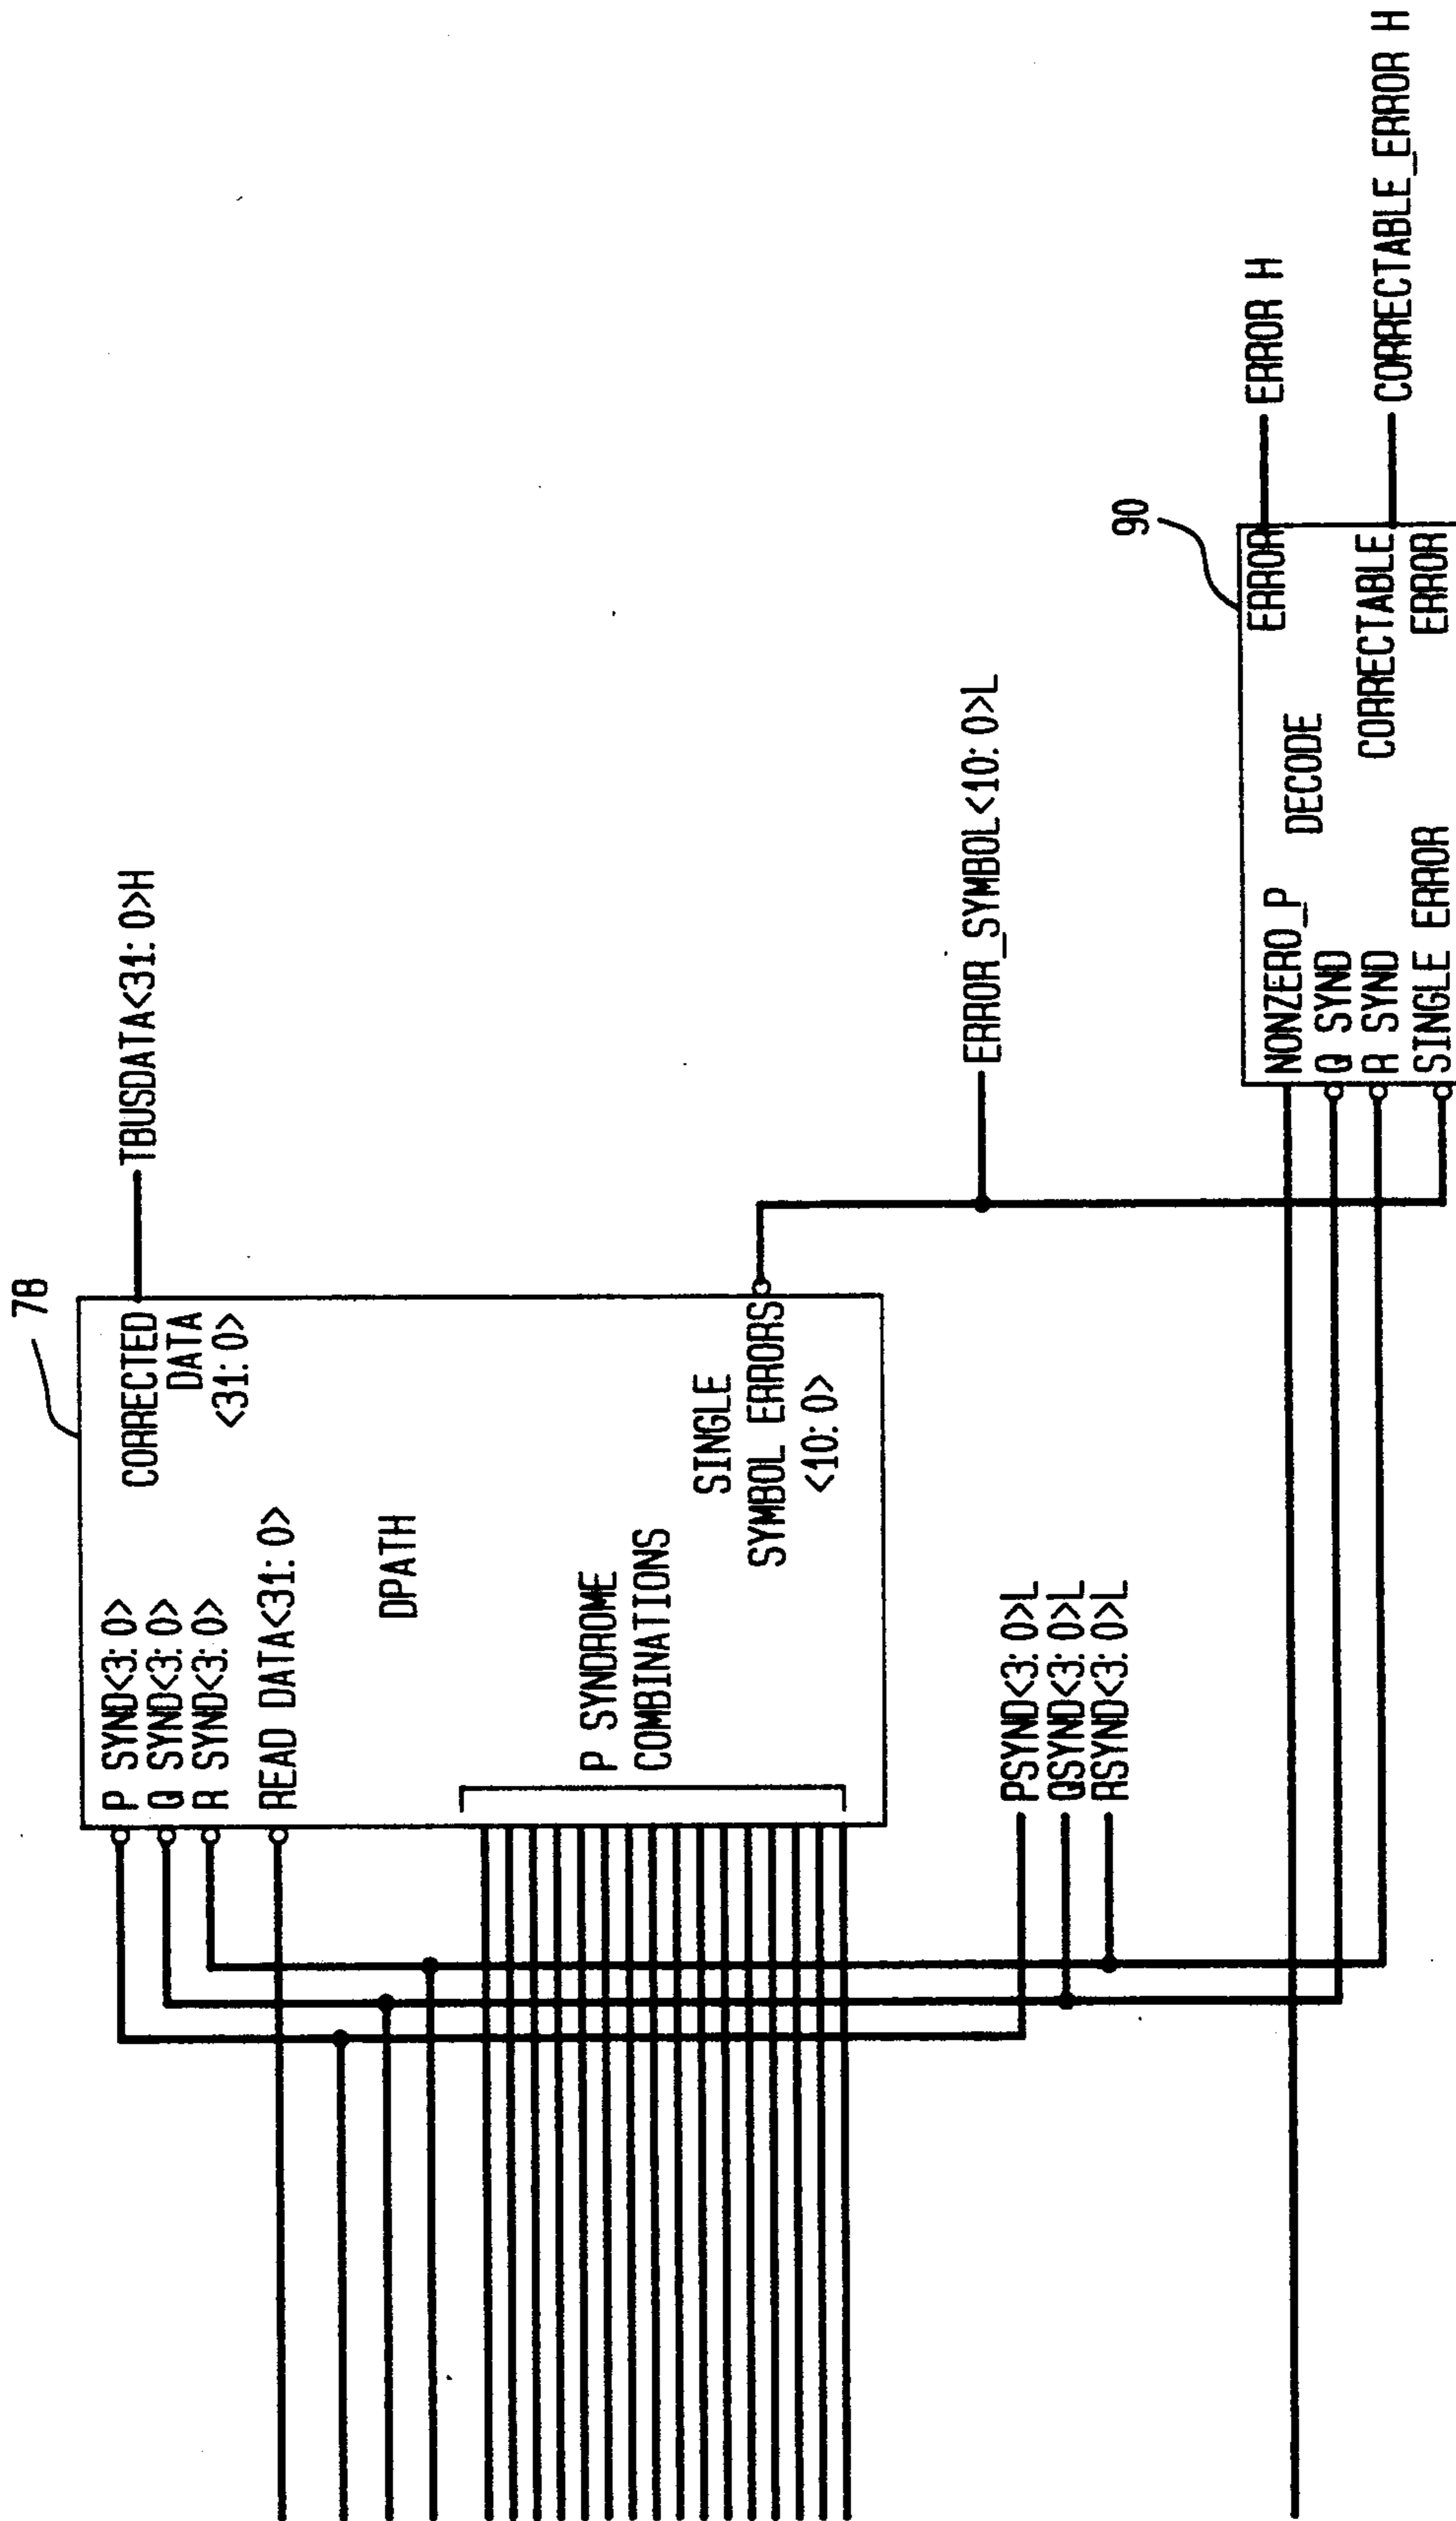 78
P SYND<3:0>
Q SYND<3:0>
R SYND<3:0>
READ DATA<31:0>
CORRECTED
DATA
<31:0>
TBUSDATA<31:0>H
DPATH
P SYNDROME
COMBINATIONS
SINGLE
SYMBOL ERRORS
<10:0>
ERROR_SYMBOL<10:0>L
PSYND<3:0>L
QSYND<3:0>L
RSYND<3:0>L
90
NONZERO_P
Q SYND
R SYND
SINGLE ERROR
DECODE
ERROR
CORRECTABLE
ERROR
ERROR H
CORRECTABLE_ERROR H